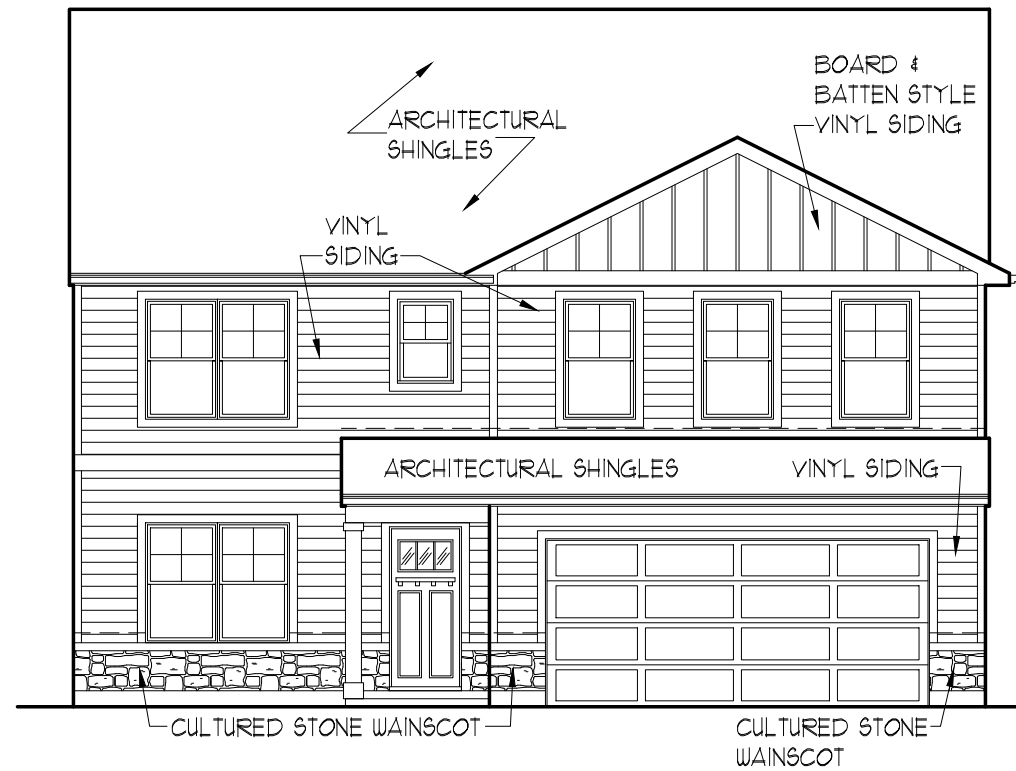 BOARD &
BATTEN STYLE
VINYL SIDING
ARCHITECTURAL
SHINGLES
VINYL
SIDING
ARCHITECTURAL SHINGLES
VINYL SIDING
CULTURED STONE WAINSCOT
CULTURED STONE
WAINSCOT